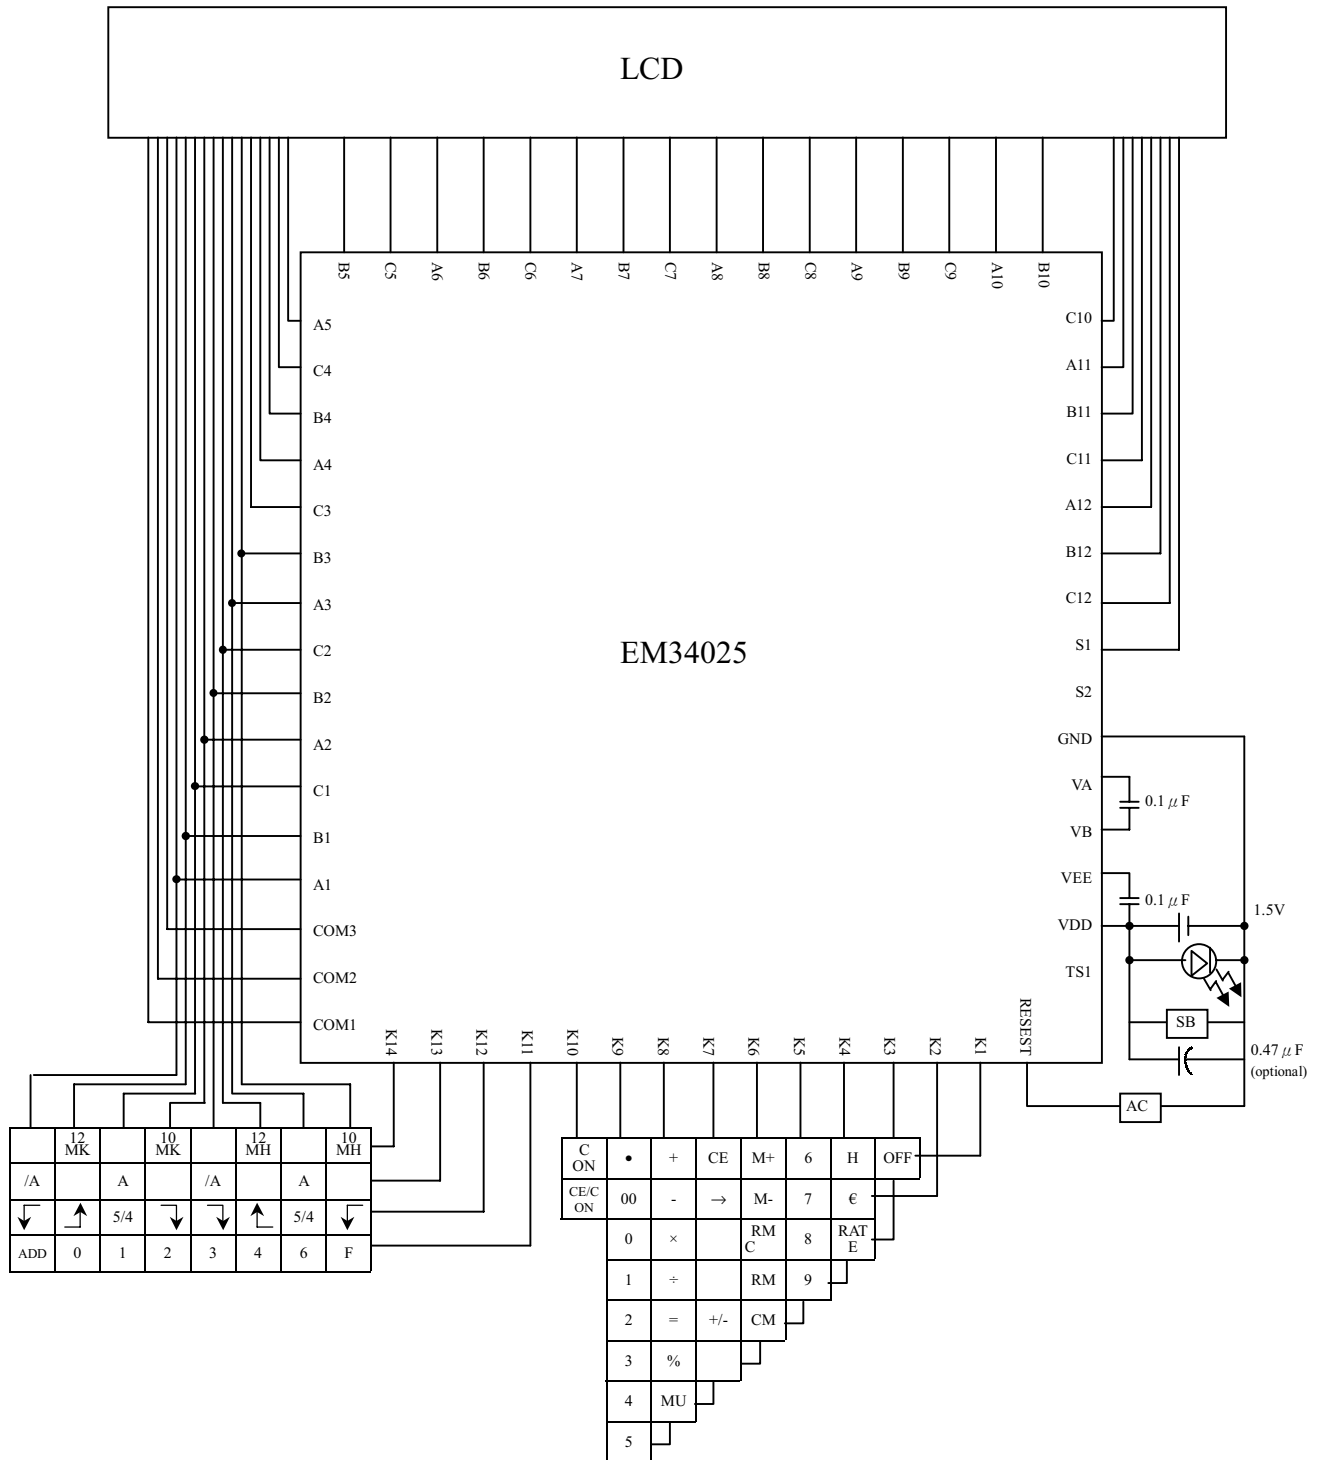 LCD
B5 C5 A6 B6 C6 A7 B7 C7 A8 B8 C8 A9 B9 C9 A10 B10
A5
C4
B4
A4
C3
B3
A3
C2
B2
A2
C1
B1
A1
COM3
COM2
COM1
EM34025
C10
A11
B11
C11
A12
B12
C12
S1
S2
GND
VA
VB
VEE
VDD
TS1
0.1 μF
0.1 μF
1.5V
SB
0.47 μF
(optional)
AC
K14 K13 K12 K11 K10 K9 K8 K7 K6 K5 K4 K3 K2 K1 RESEST
12 MK 10 MK 12 MH 10 MH
/A A /A A
5/4 5/4
ADD 0 1 2 3 4 6 F
C ON • + CE M+ 6 H OFF
CE/C ON 00 - → M- 7 €
0 × RM C 8 RAT E
1 ÷ RM 9
2 = +/- CM
3 %
4 MU
5